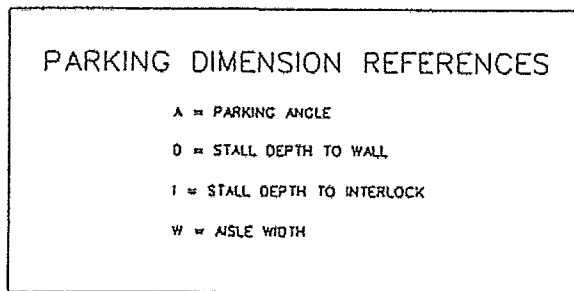 PARKING DIMENSION REFERENCES
A = PARKING ANGLE
D = STALL DEPTH TO WALL
I = STALL DEPTH TO INTERLOCK
W = AISLE WIDTH